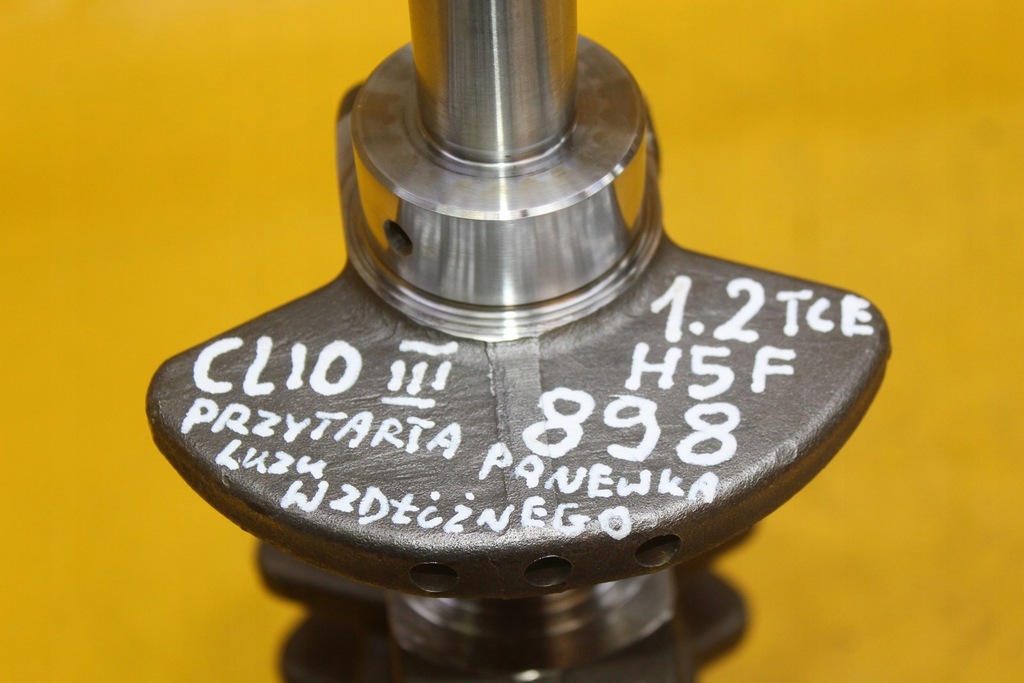 CLIO III
1.2 TCE
H5F
898
PRZYTARTA PANEWKA
LUZU
WZDŁUŻNEGO